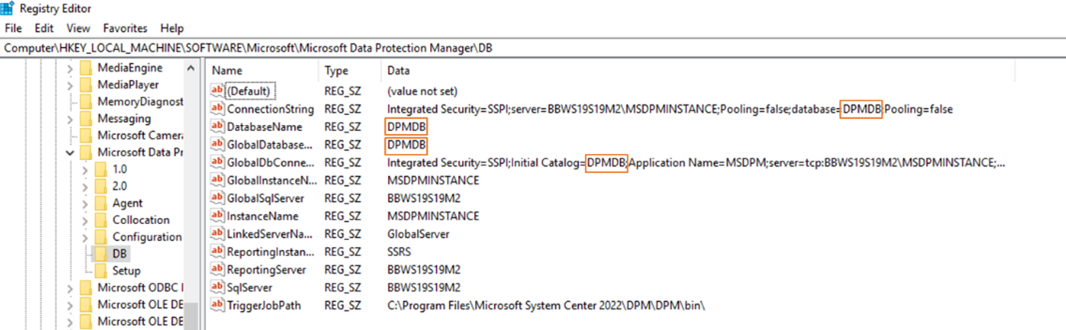 Registry Editor
File Edit View Favorites Help
Computer\HKEY_LOCAL_MACHINE\SOFTWARE\Microsoft\Microsoft Data Protection Manager\DB
MediaEngine
MediaPlayer
MemoryDiagnost
Messaging
Microsoft Camera
Microsoft Data Pr
1.0
2.0
Agent
Collocation
Configuration
DB
Setup
Microsoft ODBC I
Microsoft OLE DE
Microsoft OLE DE
Name Type Data
(Default) REG_SZ (value not set)
ConnectionString REG_SZ Integrated Security=SSPI;server=BBWS19S19M2\MSDPMINSTANCE;Pooling=false;database=DPMDB;Pooling=false
DatabaseName REG_SZ DPMDB
GlobalDatabase... REG_SZ DPMDB
GlobalDbConne... REG_SZ Integrated Security=SSPI;Initial Catalog=DPMDB;Application Name=MSDPM;server=tcp:BBWS19S19M2\MSDPMINSTANCE;...
GlobalInstanceN... REG_SZ MSDPMINSTANCE
GlobalSqlServer REG_SZ BBWS19S19M2
InstanceName REG_SZ MSDPMINSTANCE
LinkedServerNa... REG_SZ GlobalServer
ReportingInstan... REG_SZ SSRS
ReportingServer REG_SZ BBWS19S19M2
SqlServer REG_SZ BBWS19S19M2
TriggerJobPath REG_SZ C:\Program Files\Microsoft System Center 2022\DPM\DPM\bin\